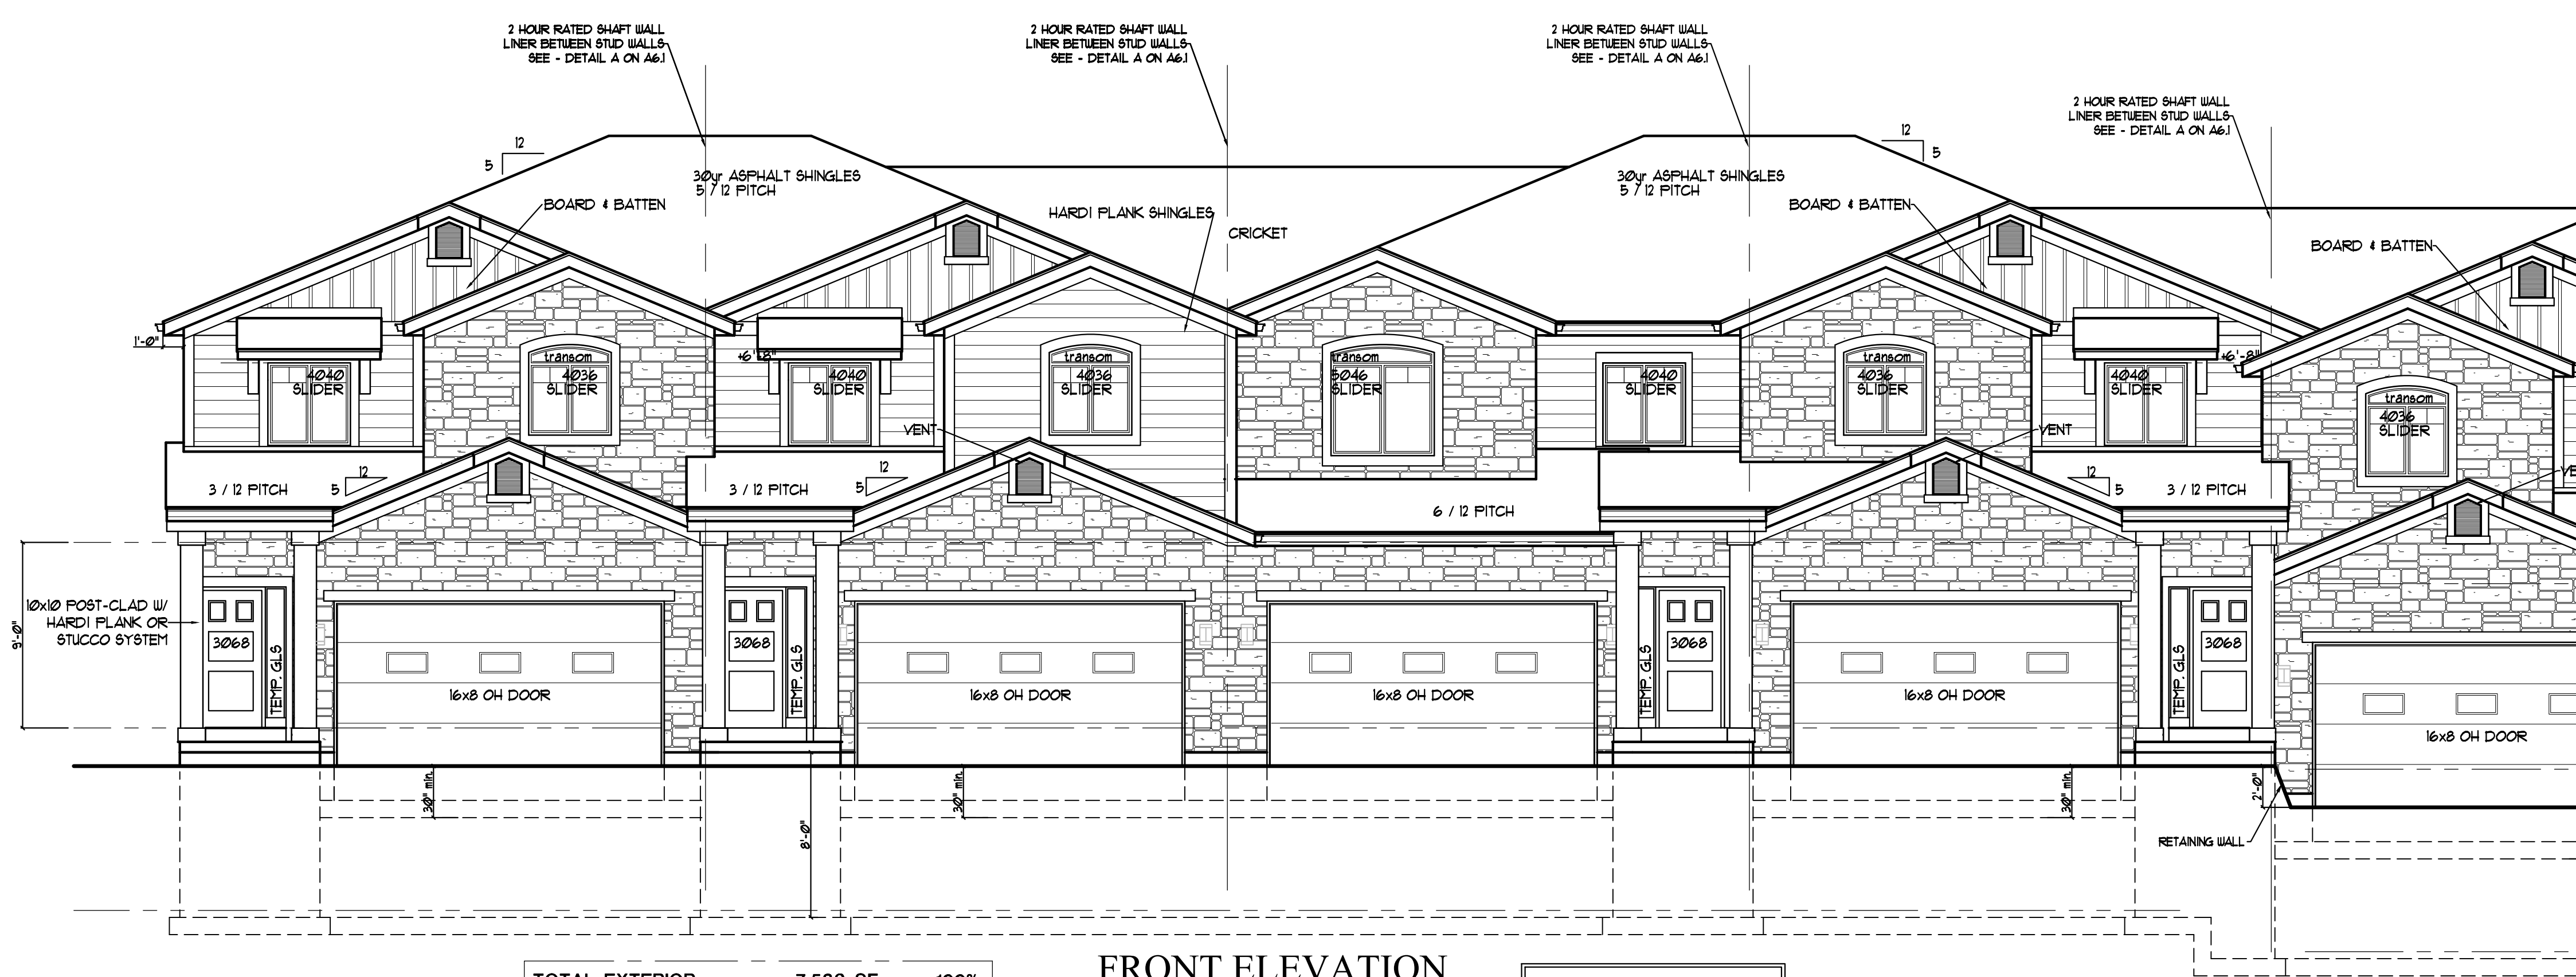 2 HOUR RATED SHAFT WALL
LINER BETWEEN STUD WALLS
SEE - DETAIL A ON A6.1
2 HOUR RATED SHAFT WALL
LINER BETWEEN STUD WALLS
SEE - DETAIL A ON A6.1
2 HOUR RATED SHAFT WALL
LINER BETWEEN STUD WALLS
SEE - DETAIL A ON A6.1
2 HOUR RATED SHAFT WALL
LINER BETWEEN STUD WALLS
SEE - DETAIL A ON A6.1
12
5
12
5
30yr ASPHALT SHINGLES
5 / 12 PITCH
30yr ASPHALT SHINGLES
5 / 12 PITCH
BOARD & BATTEN
HARDI PLANK SHINGLES
CRICKET
BOARD & BATTEN
BOARD & BATTEN
1'-0"
4040
SLIDER
transom
4036
SLIDER
+6'-8"
4040
SLIDER
transom
4036
SLIDER
transom
5046
SLIDER
4040
SLIDER
transom
4036
SLIDER
4040
SLIDER
+6'-8"
transom
4036
SLIDER
VENT
VENT
VE
3 / 12 PITCH
12
5
3 / 12 PITCH
12
5
6 / 12 PITCH
12
5
3 / 12 PITCH
9'-0"
10x10 POST-CLAD W/
HARDI PLANK OR
STUCCO SYSTEM
3068
TEMP. GLS
16x8 OH DOOR
3068
TEMP. GLS
16x8 OH DOOR
16x8 OH DOOR
TEMP. GLS
3068
16x8 OH DOOR
TEMP. GLS
3068
16x8 OH DOOR
30" min.
8'-0"
30" min.
30" min.
2'-0"
RETAINING WALL
FRONT ELEVATION